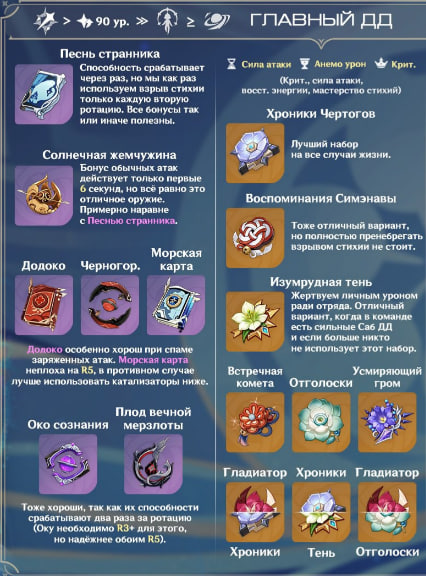 > 90 ур. >> ≥ ГЛАВНЫЙ ДД
Песнь странника
Способность срабатывает
через раз, но мы как раз
используем взрыв стихии
только каждую вторую
ротацию. Все бонусы так
или иначе полезны.
Солнечная жемчужина
Бонус обычных атак
действует только первые
6 секунд, но всё равно это
отличное оружие.
Примерно наравне
с Песнью странника.
Додоко
Черногор.
Морская
карта
Додоко особенно хорош при спаме
заряженных атак. Морская карта
неплоха на R5, в противном случае
лучше использовать катализаторы ниже.
Око сознания
Плод вечной
мерзлоты
Тоже хороши, так как их способности
срабатывают два раза за ротацию
(Оку необходимо R3+ для этого,
но надёжнее обоим R5).
Сила атаки Анемо урон Крит.
(Крит., сила атаки,
восст. энергии, мастерство стихий)
Хроники Чертогов
Лучший набор
на все случаи жизни.
Воспоминания Симэнавы
Тоже отличный вариант,
но полностью пренебрегать
взрывом стихии не стоит.
Изумрудная тень
Жертвуем личным уроном
ради отряда. Отличный
вариант, когда в команде
есть сильные Саб ДД
и если больше никто
не использует этот набор.
Встречная
комета
Отголоски
Усмиряющий
гром
Гладиатор
Хроники
Гладиатор
Хроники
Тень
Отголоски